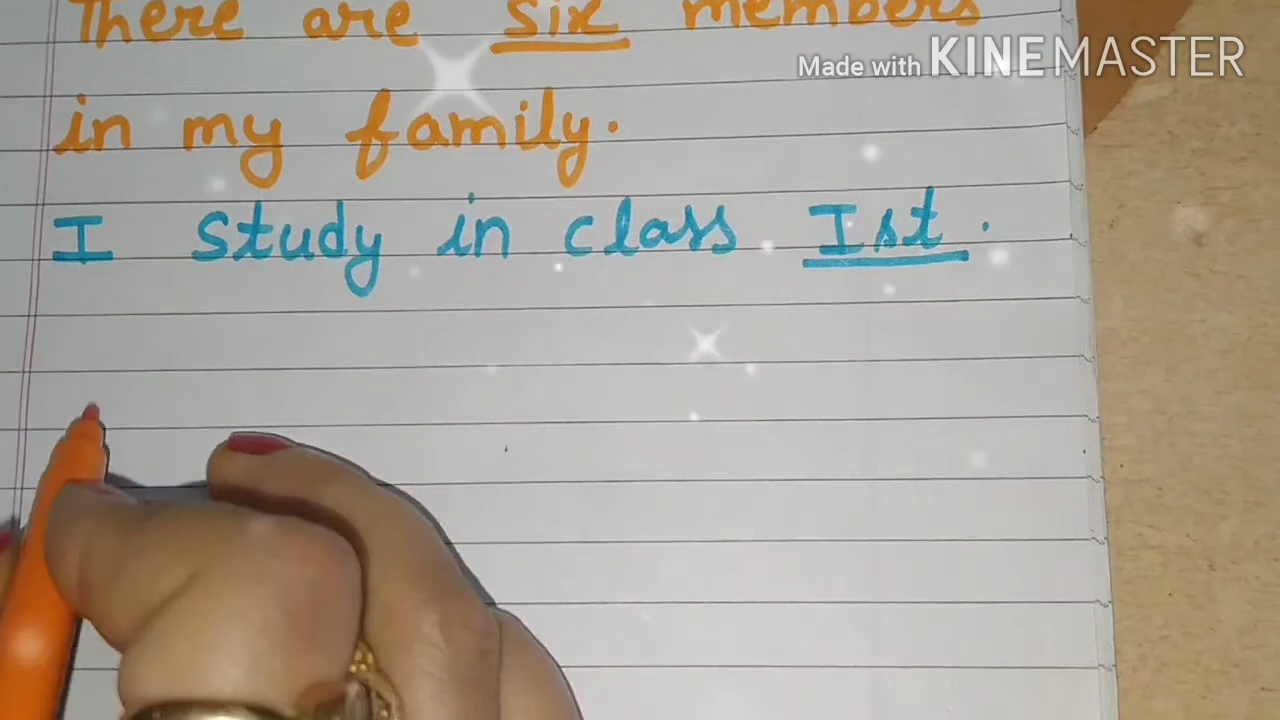 There are six members
Made with KINEMASTER
in my family.
I study in class Ist.